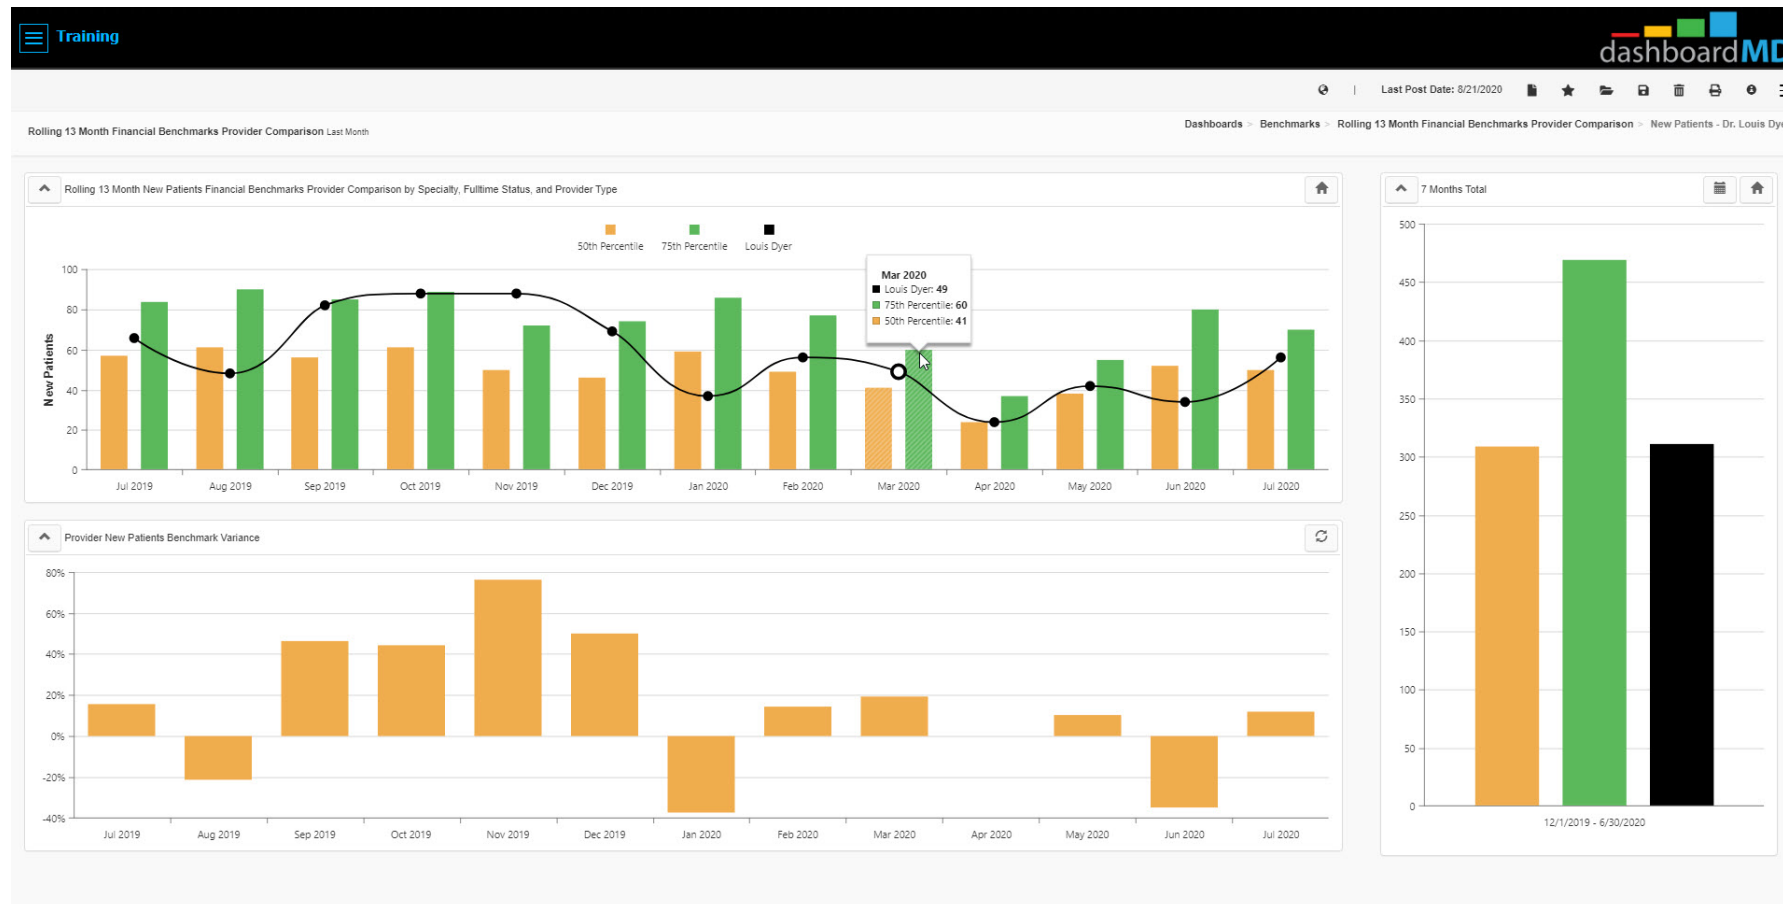 Training
dashboardMD
| Last Post Date: 8/21/2020
Rolling 13 Month Financial Benchmarks Provider Comparison Last Month
Dashboards > Benchmarks > Rolling 13 Month Financial Benchmarks Provider Comparison > New Patients - Dr. Louis Dye
Rolling 13 Month New Patients Financial Benchmarks Provider Comparison by Specialty, Fulltime Status, and Provider Type
50th Percentile 75th Percentile Louis Dyer
New Patients
100
80
60
40
20
0
Mar 2020
Louis Dyer: 49
75th Percentile: 60
50th Percentile: 41
Jul 2019 Aug 2019 Sep 2019 Oct 2019 Nov 2019 Dec 2019 Jan 2020 Feb 2020 Mar 2020 Apr 2020 May 2020 Jun 2020 Jul 2020
Provider New Patients Benchmark Variance
80%
60%
40%
20%
0%
-20%
-40%
Jul 2019 Aug 2019 Sep 2019 Oct 2019 Nov 2019 Dec 2019 Jan 2020 Feb 2020 Mar 2020 Apr 2020 May 2020 Jun 2020 Jul 2020
7 Months Total
500
450
400
350
300
250
200
150
100
50
0
12/1/2019 - 6/30/2020